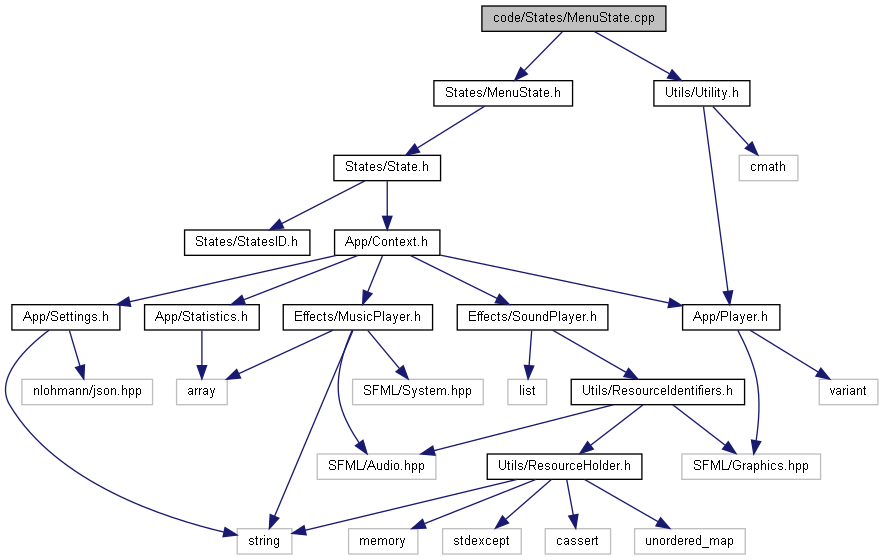 code/States/MenuState.cpp
States/MenuState.h
Utils/Utility.h
States/State.h
cmath
States/StatesID.h
App/Context.h
App/Settings.h
App/Statistics.h
Effects/MusicPlayer.h
Effects/SoundPlayer.h
App/Player.h
nlohmann/json.hpp
array
SFML/System.hpp
list
Utils/ResourceIdentifiers.h
variant
SFML/Audio.hpp
Utils/ResourceHolder.h
SFML/Graphics.hpp
string
memory
stdexcept
cassert
unordered_map